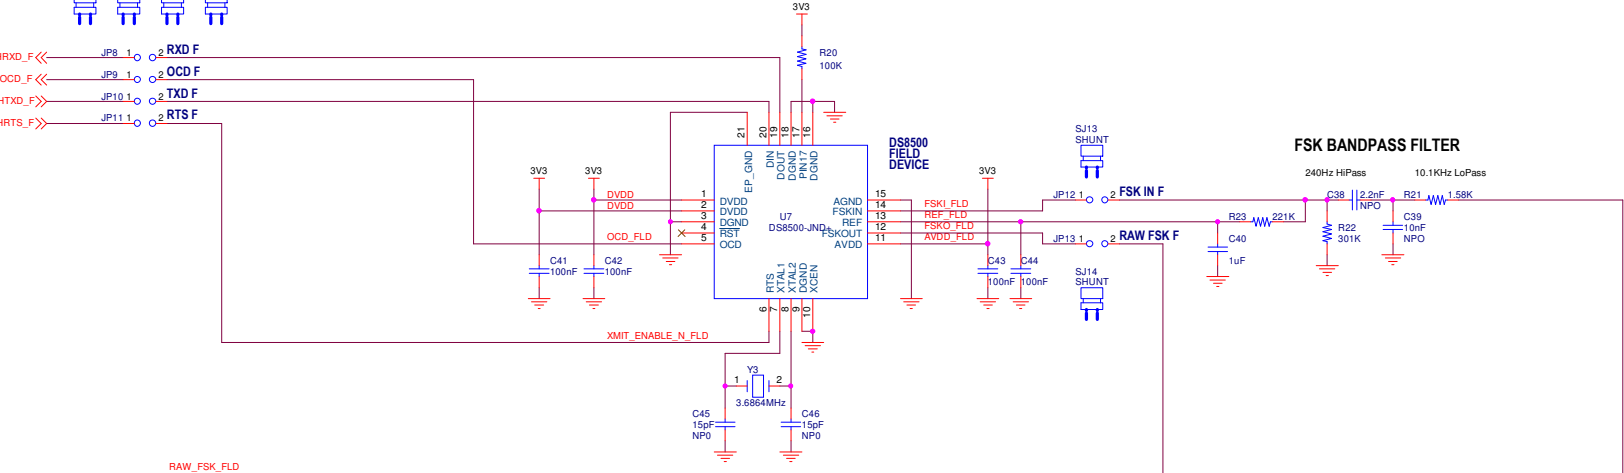 3V3
RXD_F JP8 1 2 RXD F
OCD_F JP9 1 2 OCD F
HTXD_F JP10 1 2 TXD F
HRTS_F JP11 1 2 RTS F
R20
100K
21 20 19 18 17 16
EP_GND DIN DOUT DGND PIN17 DGND
DS8500
FIELD
DEVICE
SJ13
SHUNT
FSK BANDPASS FILTER
240Hz HiPass 10.1KHz LoPass
3V3 3V3 3V3
DVDD 1 DVDD
DVDD 2 DVDD
3 DGND
4 RST
OCD_FLD 5 OCD
U7
DS8500-JND+
AGND 15
FSKIN 14 FSKI_FLD
REF 13 REF_FLD
FSKOUT 12 FSKO_FLD
AVDD 11 AVDD_FLD
JP12 1 2 FSK IN F
JP13 1 2 RAW FSK F
C38 2.2nF
NPO
R21 1.58K
R23 221K
R22
301K
C39
10nF
NPO
C40
1uF
C41
100nF
C42
100nF
C43
100nF
C44
100nF
SJ14
SHUNT
RTS XTAL1 XTAL2 DGND XCEN
6 7 8 9 10
XMIT_ENABLE_N_FLD
Y3
1 2
3.6864MHz
C45
15pF
NP0
C46
15pF
NP0
RAW_FSK_FLD